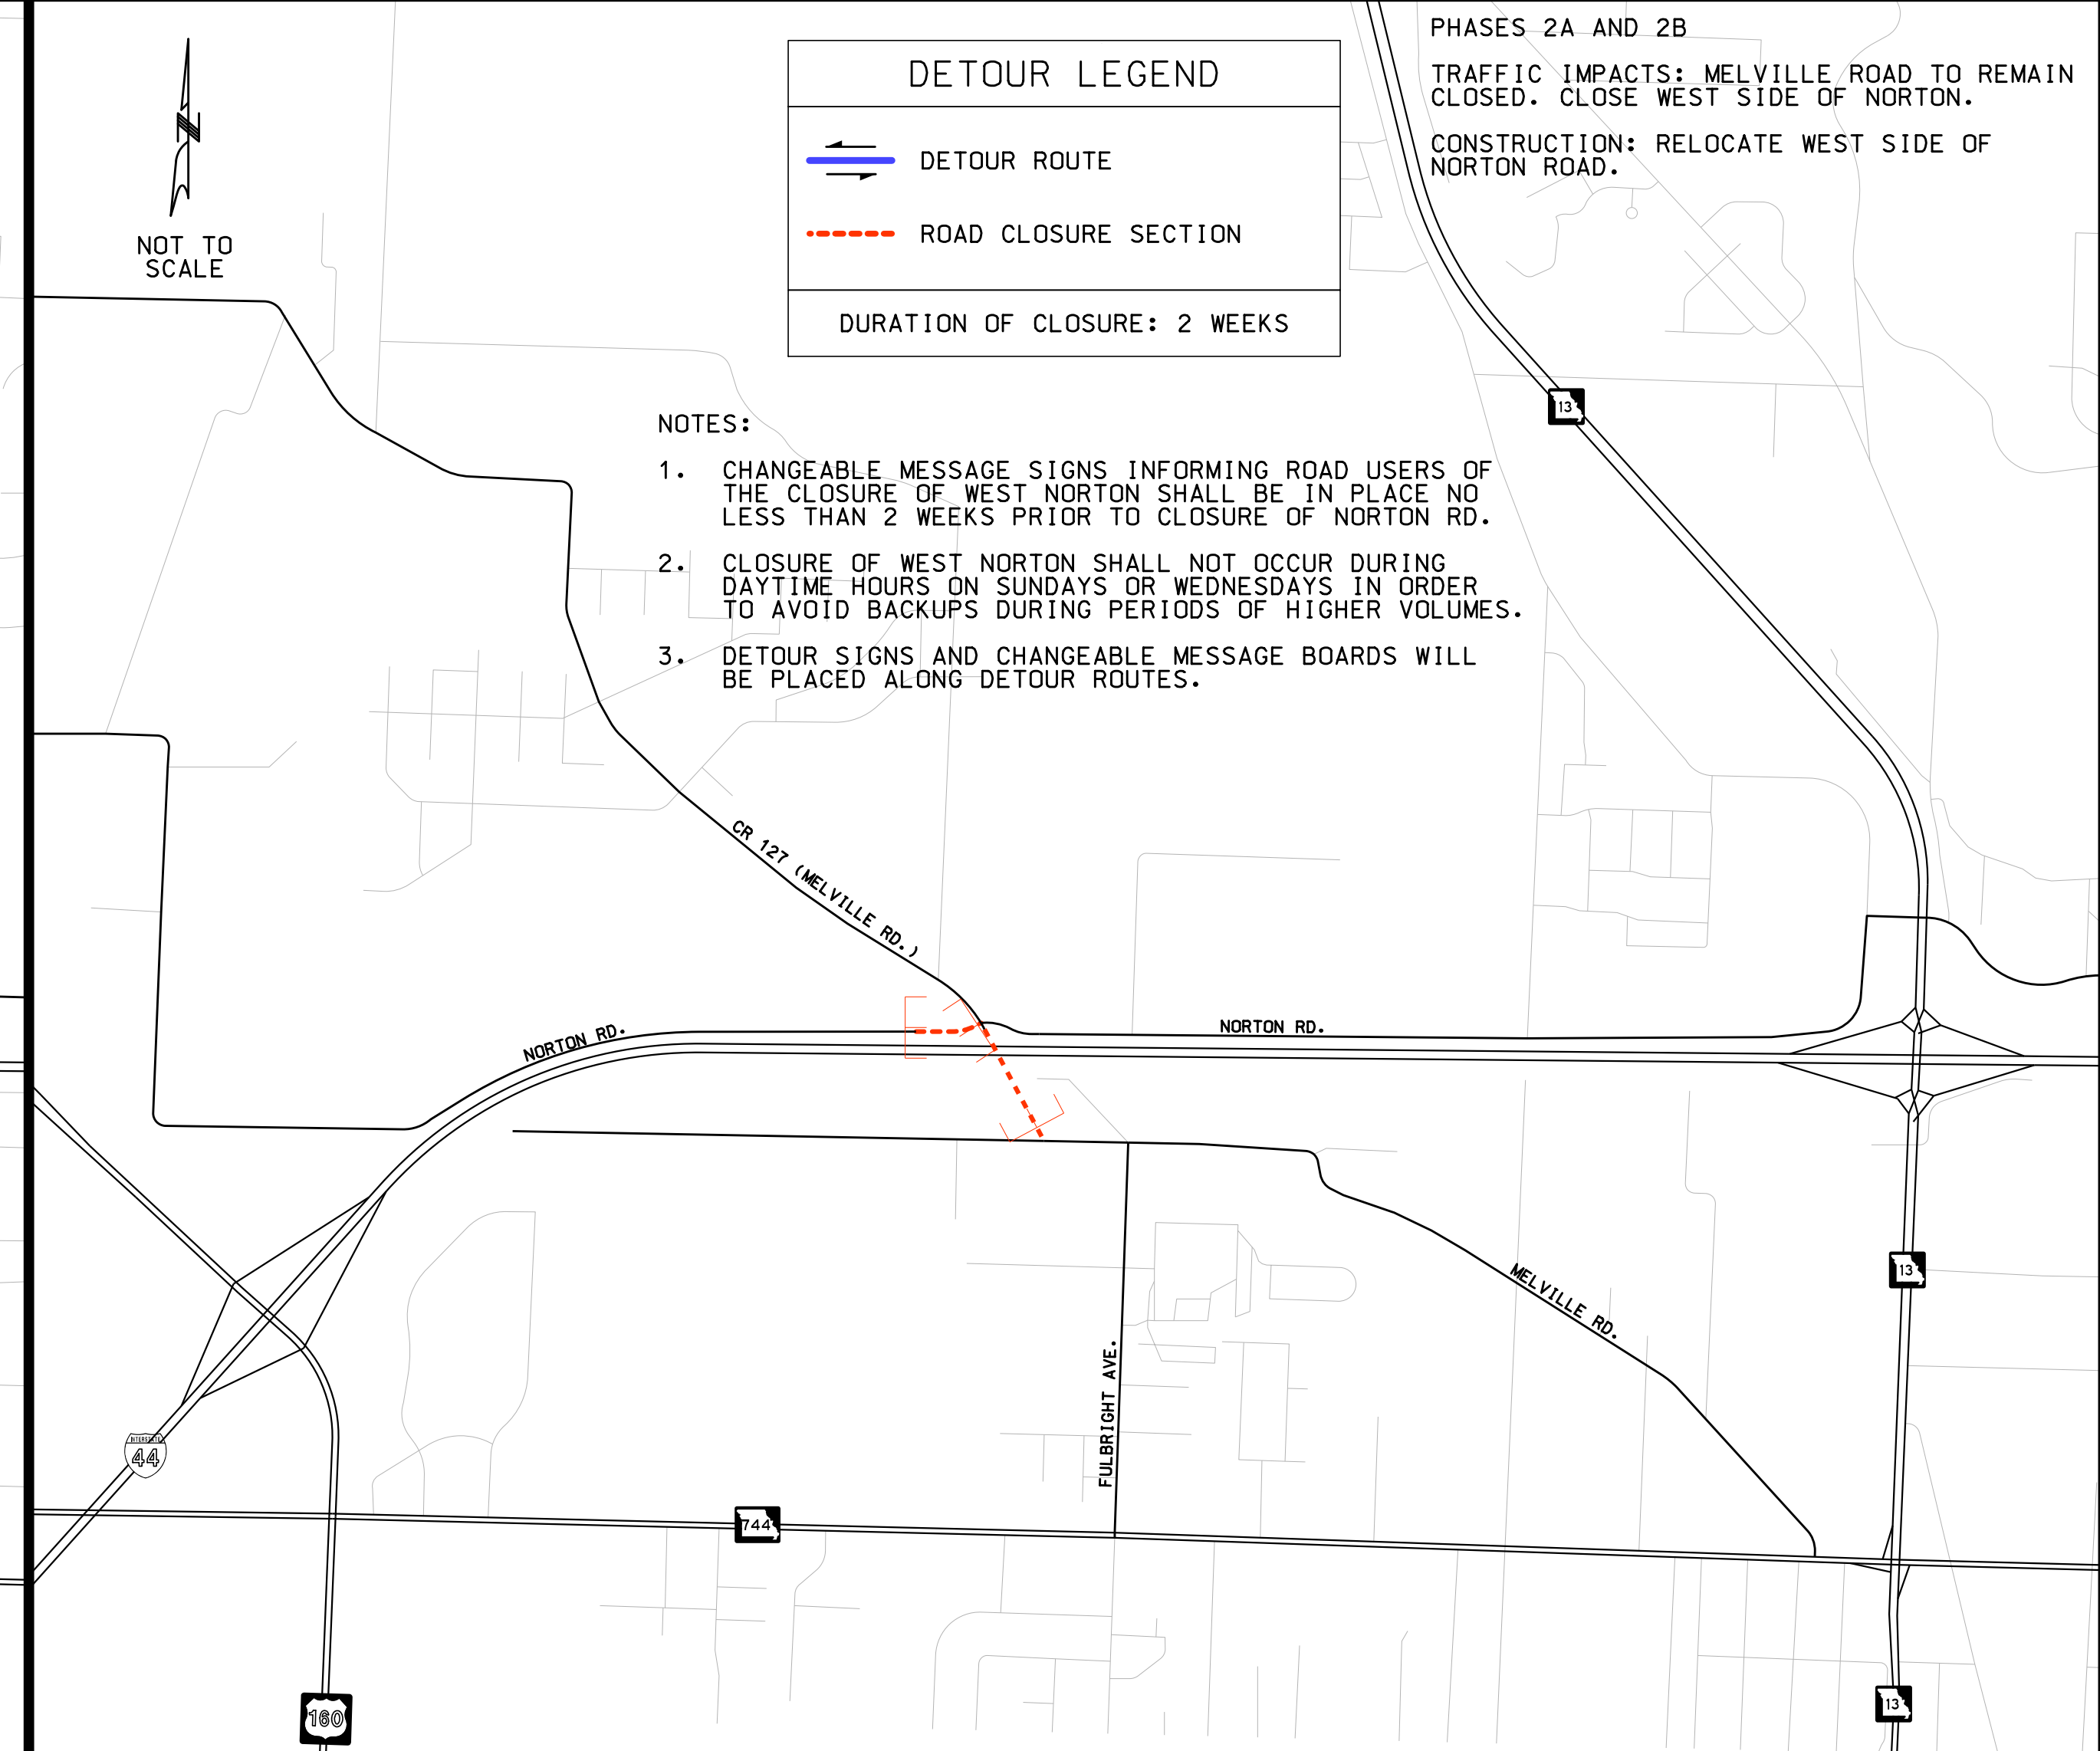 PHASES 2A AND 2B
TRAFFIC IMPACTS: MELVILLE ROAD TO REMAIN
CLOSED. CLOSE WEST SIDE OF NORTON.
CONSTRUCTION: RELOCATE WEST SIDE OF
NORTON ROAD.
DETOUR LEGEND
DETOUR ROUTE
ROAD CLOSURE SECTION
DURATION OF CLOSURE: 2 WEEKS
N
NOT TO
SCALE
13
NOTES:
1. CHANGEABLE MESSAGE SIGNS INFORMING ROAD USERS OF
THE CLOSURE OF WEST NORTON SHALL BE IN PLACE NO
LESS THAN 2 WEEKS PRIOR TO CLOSURE OF NORTON RD.
2. CLOSURE OF WEST NORTON SHALL NOT OCCUR DURING
DAYTIME HOURS ON SUNDAYS OR WEDNESDAYS IN ORDER
TO AVOID BACKUPS DURING PERIODS OF HIGHER VOLUMES.
3. DETOUR SIGNS AND CHANGEABLE MESSAGE BOARDS WILL
BE PLACED ALONG DETOUR ROUTES.
CR 127 (MELVILLE RD.)
NORTON RD.
NORTON RD.
13
MELVILLE RD.
FULBRIGHT AVE.
INTERSTATE
44
744
160
13